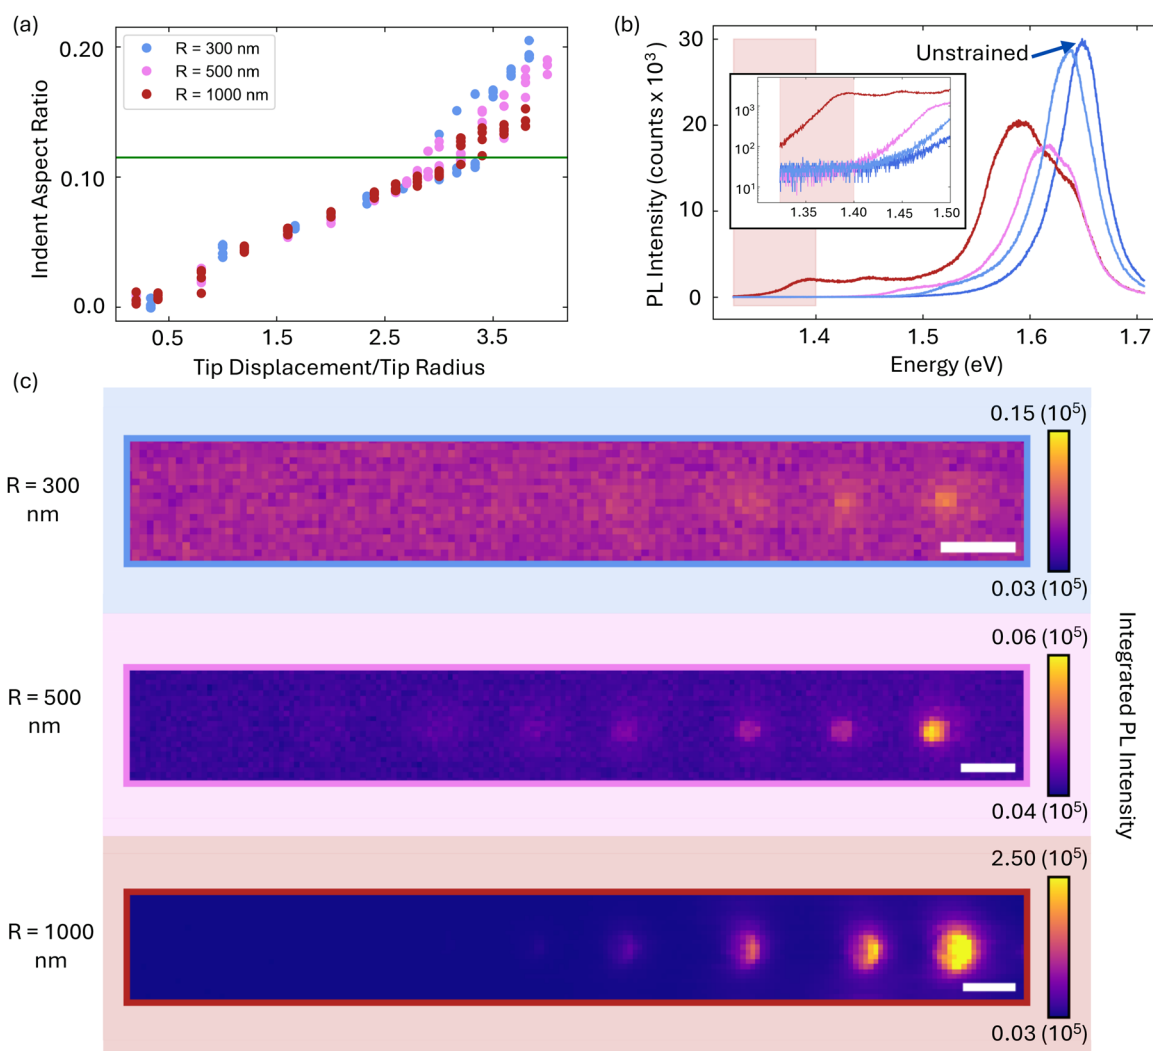 (a)
0.20
0.10
0.0
Indent Aspect Ratio
R = 300 nm
R = 500 nm
R = 1000 nm
0.5
1.5
2.5
3.5
Tip Displacement/Tip Radius
(b)
30
20
10
0
PL Intensity (counts x 10³)
Unstrained
10³
10²
10¹
1.35
1.40
1.45
1.50
1.4
1.5
1.6
1.7
Energy (eV)
(c)
R = 300
nm
0.15 (10⁵)
0.03 (10⁵)
R = 500
nm
0.06 (10⁵)
0.04 (10⁵)
R = 1000
nm
2.50 (10⁵)
0.03 (10⁵)
Integrated PL Intensity